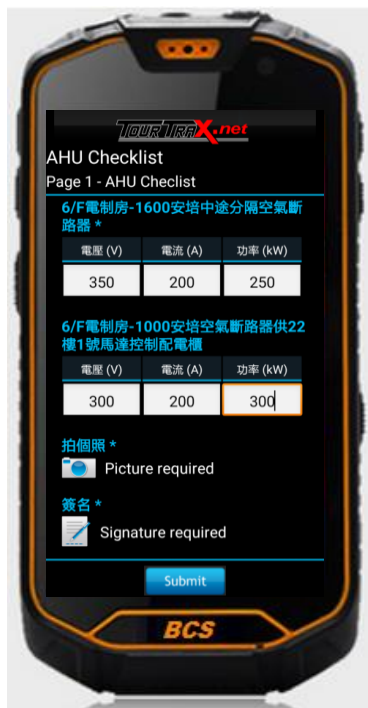 TOURTRAX.net
AHU Checklist
Page 1 - AHU Checlist
6/F電制房-1600安培中途分隔空氣斷
路器 *
電壓 (V) 電流 (A) 功率 (kW)
350 200 250
6/F電制房-1000安培空氣斷路器供22
樓1號馬達控制配電櫃
電壓 (V) 電流 (A) 功率 (kW)
300 200 300
拍個照 *
Picture required
簽名 *
Signature required
Submit
BCS